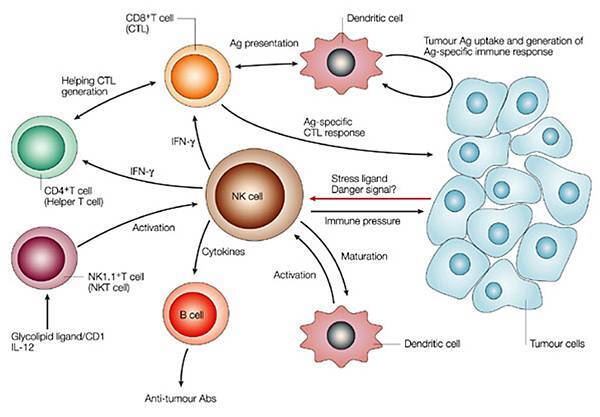 CD8⁺T cell
(CTL)
Dendritic cell
Ag presentation
Tumour Ag uptake and generation of
Ag-specific immune response
Helping CTL
generation
Ag-specific
CTL response
IFN-γ
IFN-γ
CD4⁺T cell
(Helper T cell)
NK cell
Stress ligand
Danger signal?
Immune pressure
Activation
Cytokines
Maturation
Activation
NK1.1⁺T cell
(NKT cell)
B cell
Glycolipid ligand/CD1
IL-12
Dendritic cell
Tumour cells
Anti-tumour Abs